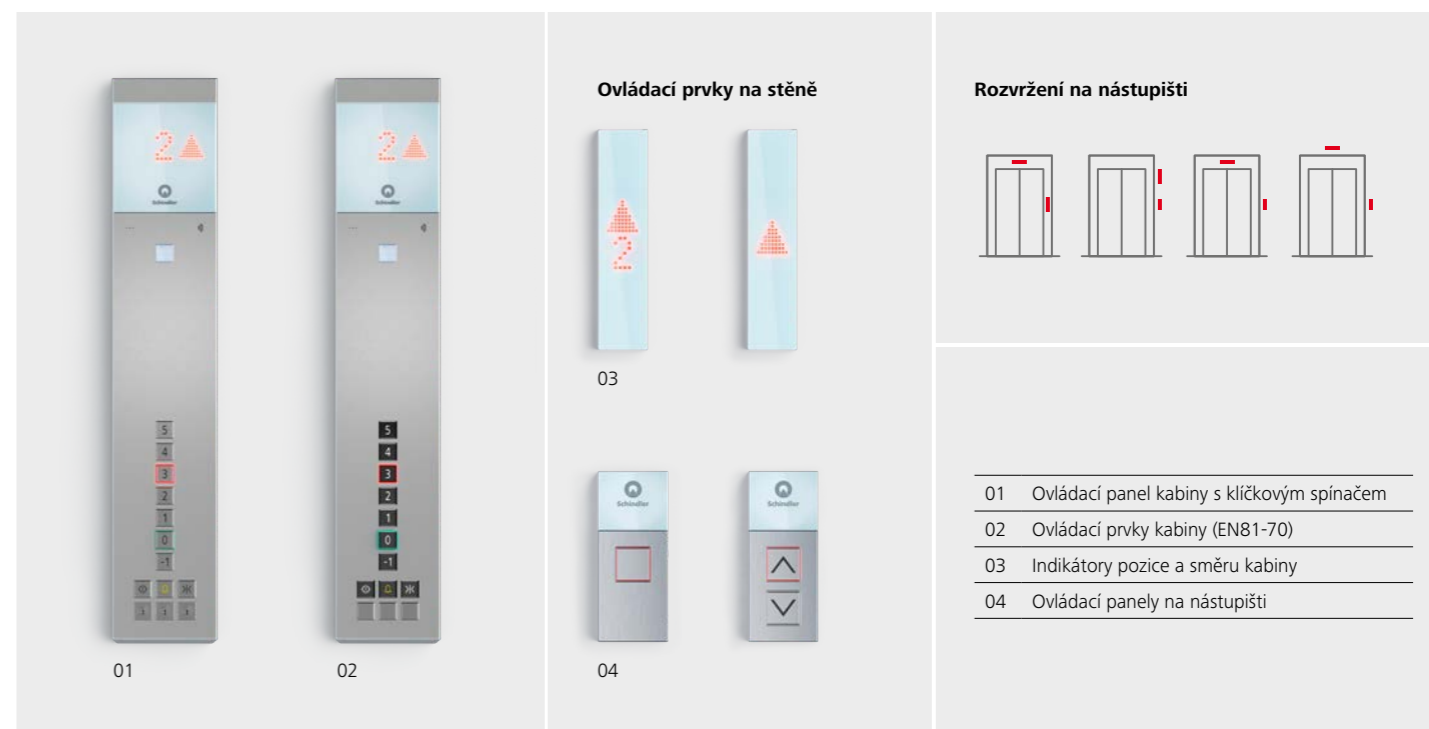 2
Schindler
5
4
3
2
1
0
-1
01
2
Schindler
5
4
3
2
1
0
-1
02
Ovládací prvky na stěně
2
03
Schindler
Schindler
04
Rozvržení na nástupišti
01 Ovládací panel kabiny s klíčkovým spínačem
02 Ovládací prvky kabiny (EN81-70)
03 Indikátory pozice a směru kabiny
04 Ovládací panely na nástupišti